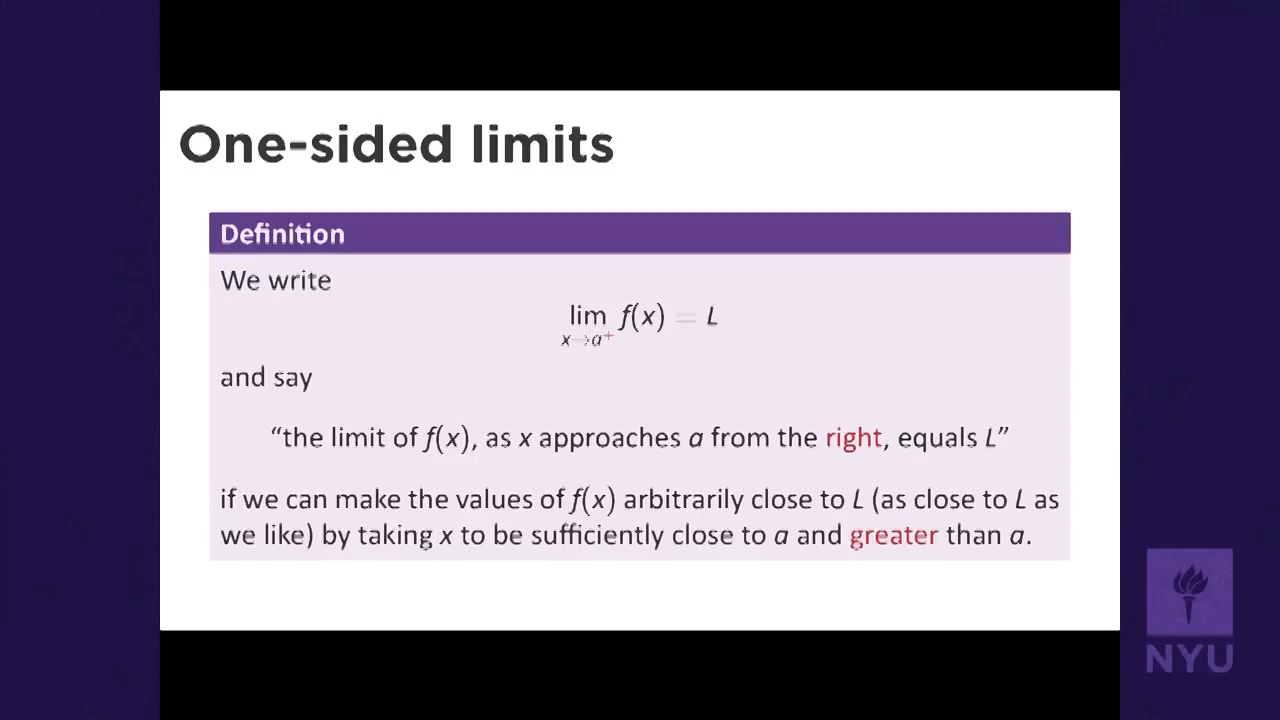 One-sided limits
Definition
We write
lim f(x) = L
x→a⁺
and say
“the limit of f(x), as x approaches a from the right, equals L”
if we can make the values of f(x) arbitrarily close to L (as close to L as
we like) by taking x to be sufficiently close to a and greater than a.
NYU